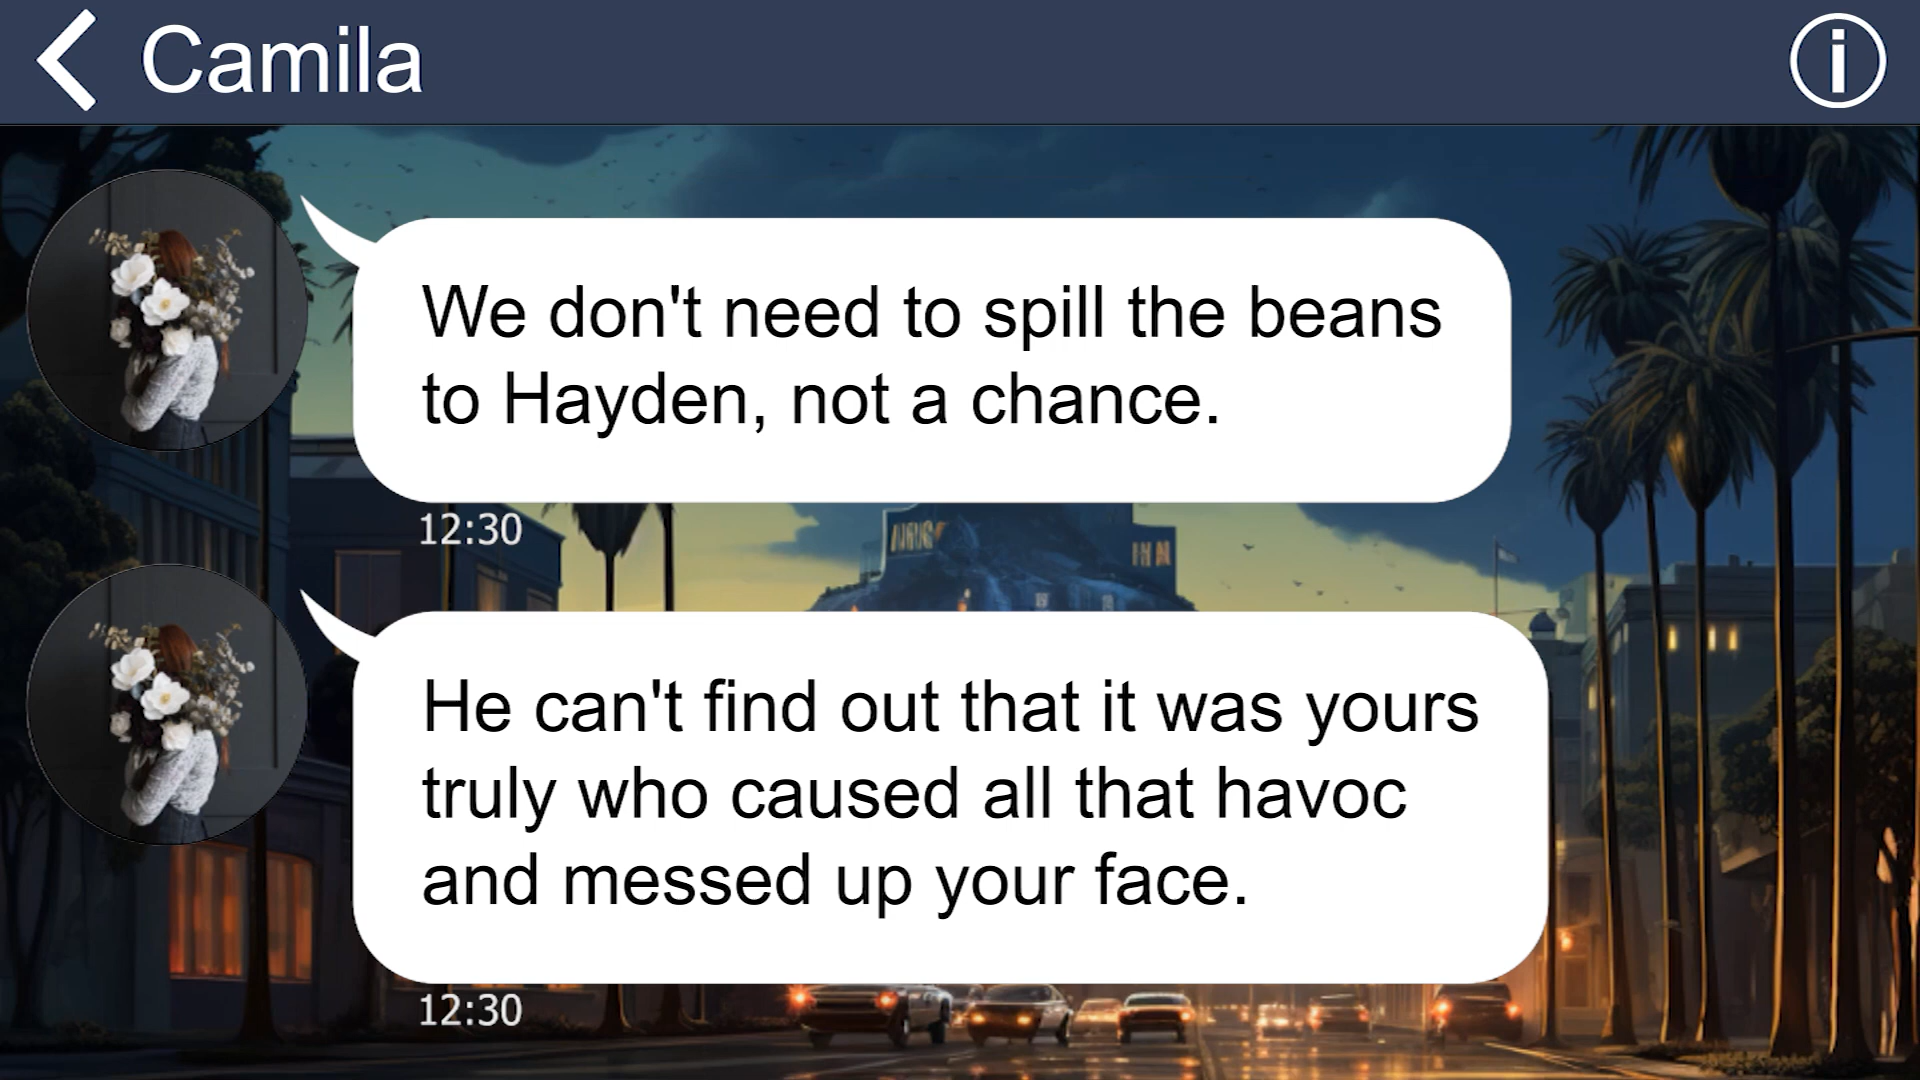 Camila
We don't need to spill the beans
to Hayden, not a chance.
12:30
He can't find out that it was yours
truly who caused all that havoc
and messed up your face.
12:30